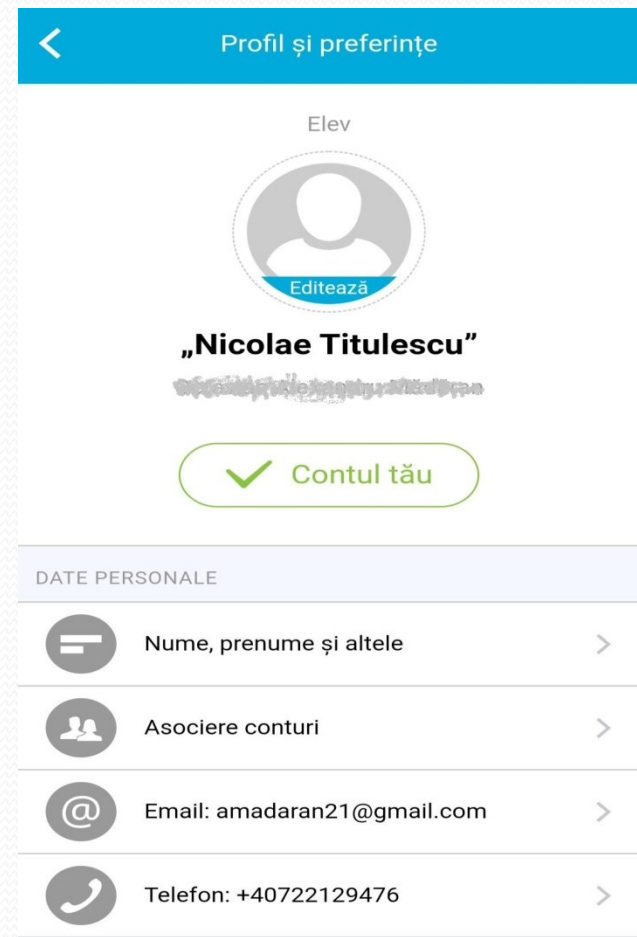 Profil și preferințe
Elev
Editează
„Nicolae Titulescu”
Contul tău
DATE PERSONALE
Nume, prenume și altele
Asociere conturi
Email: amadaran21@gmail.com
Telefon: +40722129476